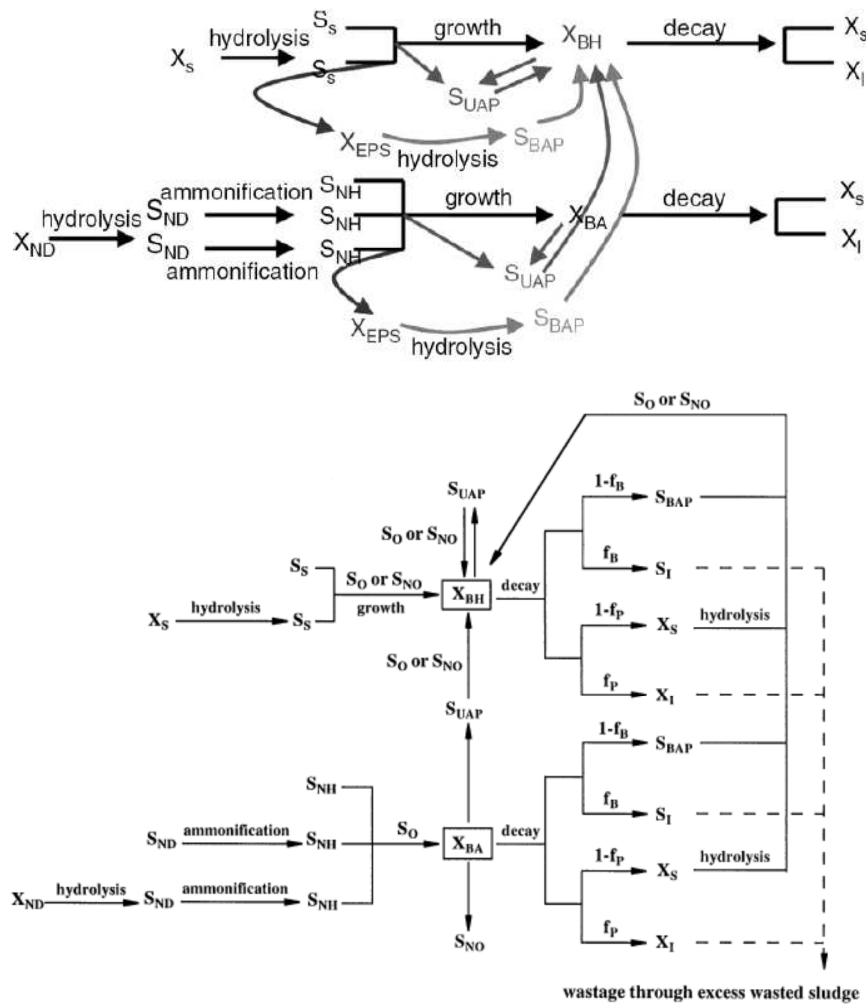 S_s growth X_BH decay X_s
X_s hydrolysis S_s X_I
S_UAP
X_EPS hydrolysis S_BAP
X_ND hydrolysis S_ND ammonification S_NH growth X_BA decay X_s
S_NH
S_ND ammonification S_NH X_I
S_UAP
X_EPS hydrolysis S_BAP
S_O or S_NO
1-f_B S_BAP
S_UAP
S_O or S_NO
f_B S_I
S_S S_O or S_NO X_BH decay
X_S hydrolysis S_S growth
1-f_P X_S hydrolysis
S_O or S_NO
f_P X_I
S_UAP
1-f_B S_BAP
S_NH
f_B S_I
S_ND ammonification S_NH S_O X_BA decay
1-f_P X_S hydrolysis
X_ND hydrolysis S_ND ammonification S_NH
S_NO
f_P X_I
wastage through excess wasted sludge